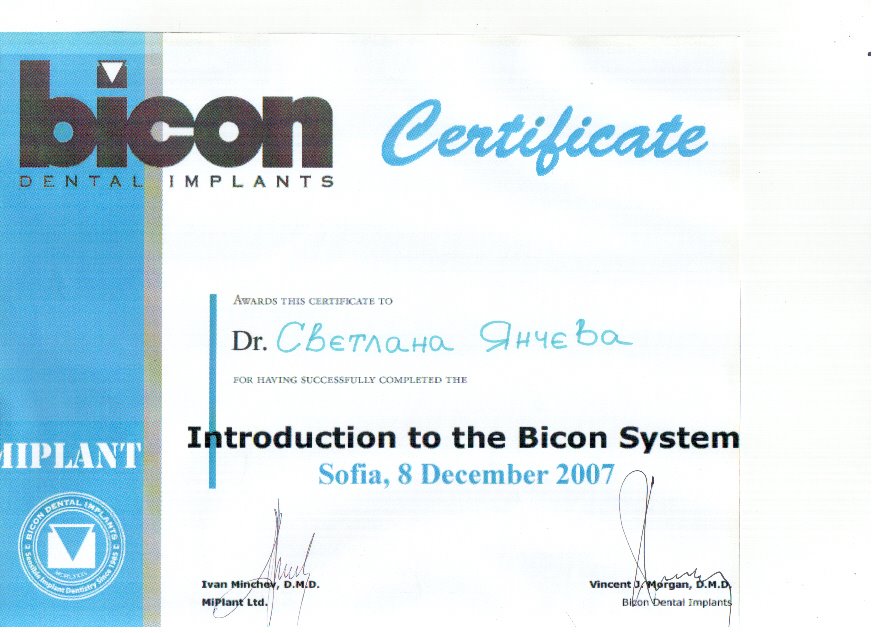 bicon
DENTAL IMPLANTS
Certificate
AWARDS THIS CERTIFICATE TO
Dr. Светлана Янчева
FOR HAVING SUCCESSFULLY COMPLETED THE
Introduction to the Bicon System
Sofia, 8 December 2007
MIPLANT
BICON DENTAL IMPLANTS
Sensible Implant Dentistry Since 1985
Ivan Minchev, D.M.D.
MiPlant Ltd.
Vincent J. Morgan, D.M.D.
Bicon Dental Implants